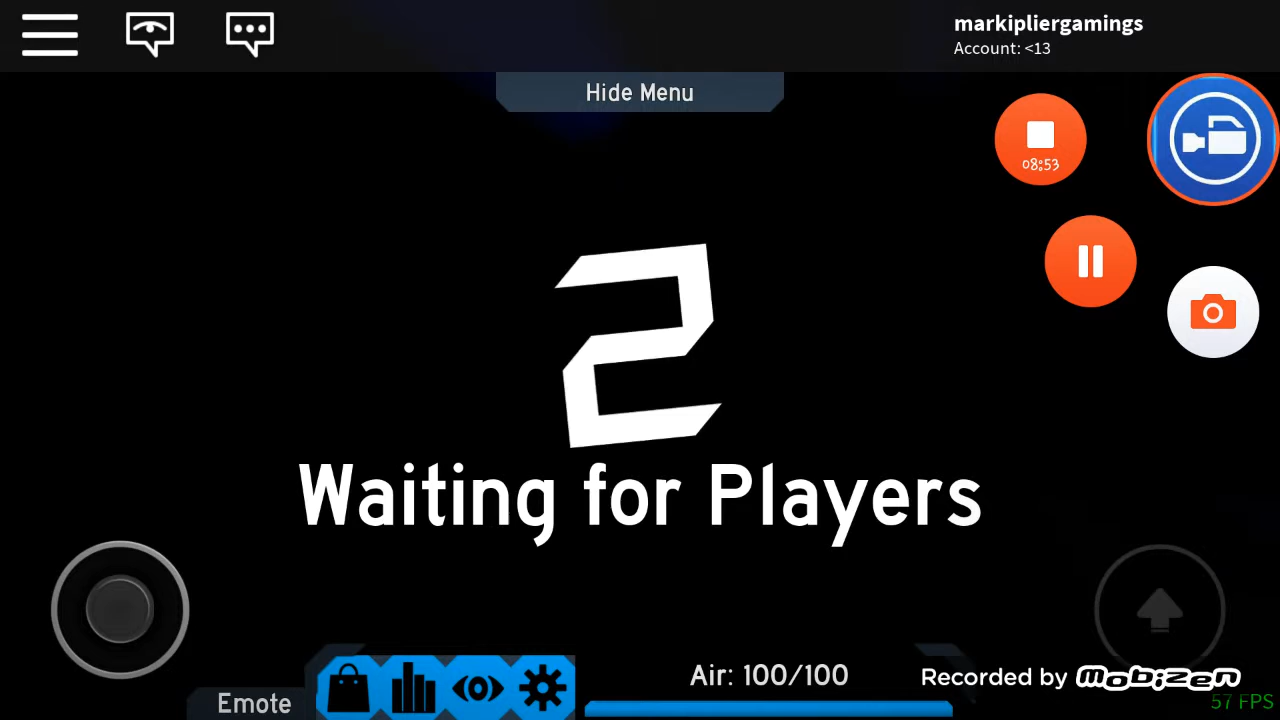 markipliergamings
Account: <13
Hide Menu
08:53
2
Waiting for Players
Air: 100/100
Recorded by mobizen
Emote
57 FPS